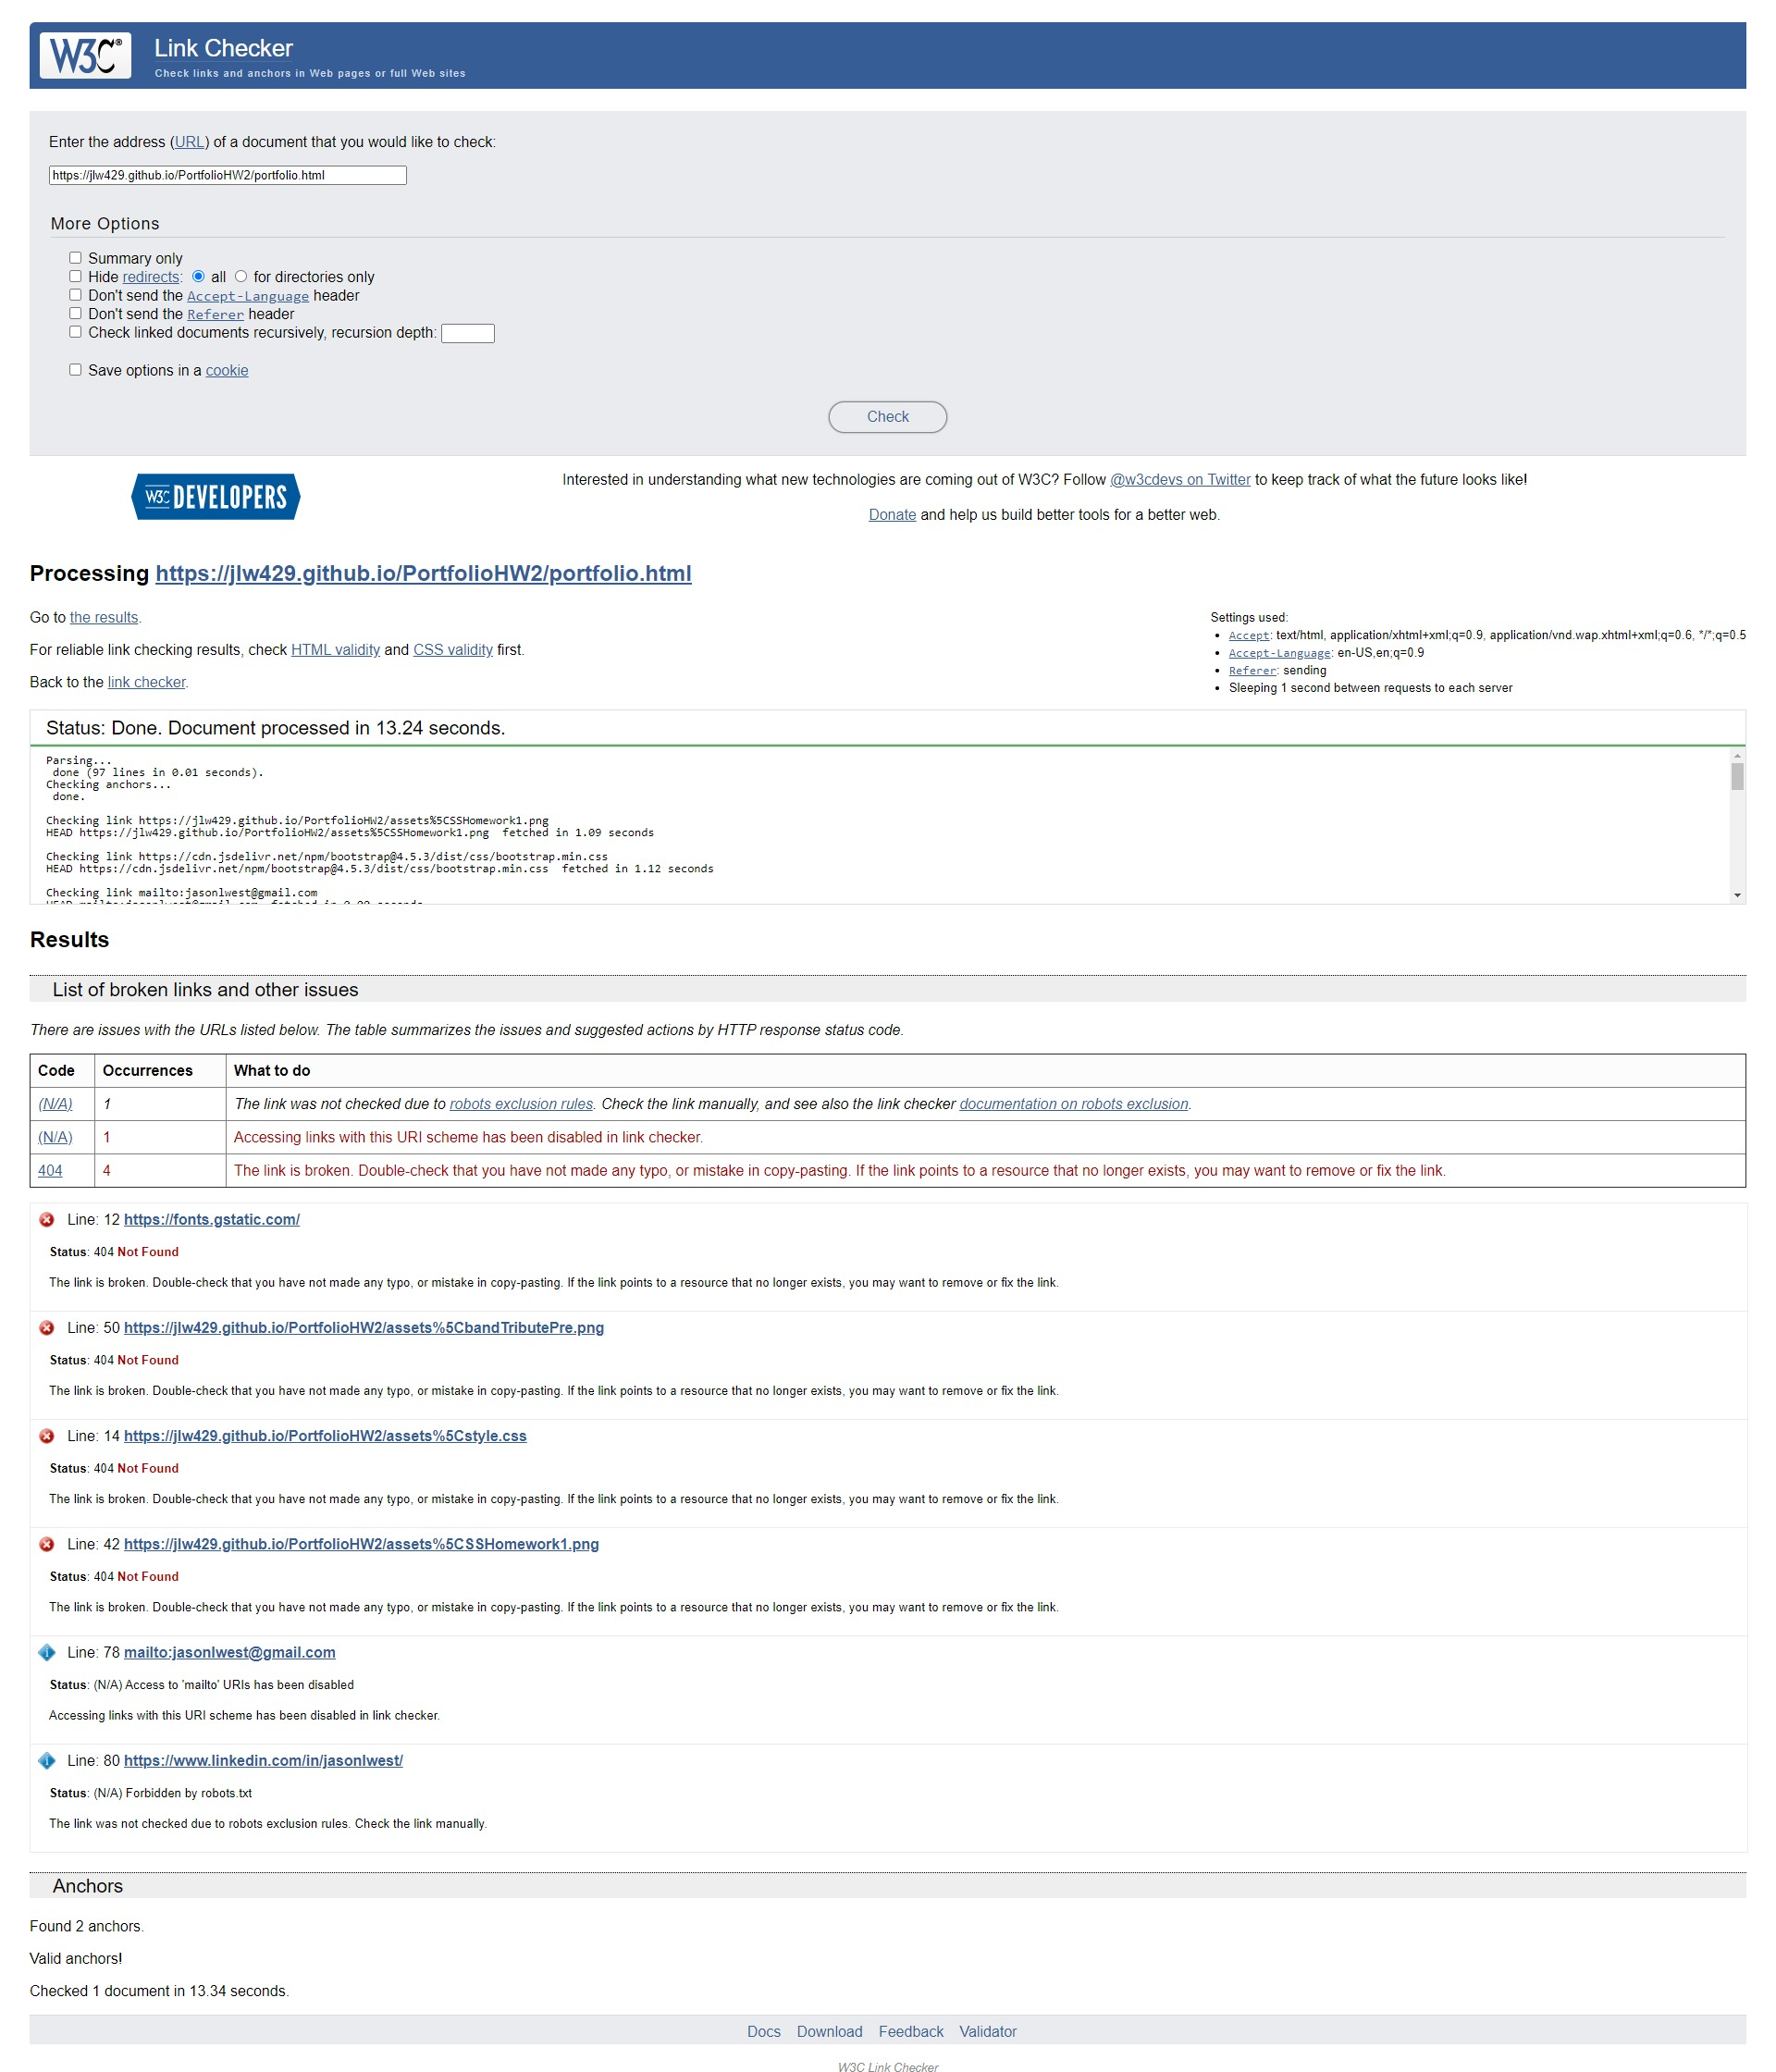 W3C®
Link Checker
Check links and anchors in Web pages or full Web sites
Enter the address (URL) of a document that you would like to check:
https://jlw429.github.io/PortfolioHW2/portfolio.html
More Options
Summary only
Hide redirects: all for directories only
Don't send the Accept-Language header
Don't send the Referer header
Check linked documents recursively, recursion depth:
Save options in a cookie
Check
W3C DEVELOPERS
Interested in understanding what new technologies are coming out of W3C? Follow @w3cdevs on Twitter to keep track of what the future looks like!
Donate and help us build better tools for a better web.
Processing https://jlw429.github.io/PortfolioHW2/portfolio.html
Go to the results.
For reliable link checking results, check HTML validity and CSS validity first.
Back to the link checker.
Settings used:
Accept: text/html, application/xhtml+xml;q=0.9, application/vnd.wap.xhtml+xml;q=0.6, */*;q=0.5
Accept-Language: en-US,en;q=0.9
Referer: sending
Sleeping 1 second between requests to each server
Status: Done. Document processed in 13.24 seconds.
Parsing...
done (97 lines in 0.01 seconds).
Checking anchors...
done.
Checking link https://jlw429.github.io/PortfolioHW2/assets%5CSSHomework1.png
HEAD https://jlw429.github.io/PortfolioHW2/assets%5CSSHomework1.png fetched in 1.09 seconds
Checking link https://cdn.jsdelivr.net/npm/bootstrap@4.5.3/dist/css/bootstrap.min.css
HEAD https://cdn.jsdelivr.net/npm/bootstrap@4.5.3/dist/css/bootstrap.min.css fetched in 1.12 seconds
Checking link mailto:jasonlwest@gmail.com
Results
List of broken links and other issues
There are issues with the URLs listed below. The table summarizes the issues and suggested actions by HTTP response status code.
Code Occurrences What to do
(N/A) 1 The link was not checked due to robots exclusion rules. Check the link manually, and see also the link checker documentation on robots exclusion.
(N/A) 1 Accessing links with this URI scheme has been disabled in link checker.
404 4 The link is broken. Double-check that you have not made any typo, or mistake in copy-pasting. If the link points to a resource that no longer exists, you may want to remove or fix the link.
Line: 12 https://fonts.gstatic.com/
Status: 404 Not Found
The link is broken. Double-check that you have not made any typo, or mistake in copy-pasting. If the link points to a resource that no longer exists, you may want to remove or fix the link.
Line: 50 https://jlw429.github.io/PortfolioHW2/assets%5CbandTributePre.png
Status: 404 Not Found
The link is broken. Double-check that you have not made any typo, or mistake in copy-pasting. If the link points to a resource that no longer exists, you may want to remove or fix the link.
Line: 14 https://jlw429.github.io/PortfolioHW2/assets%5Cstyle.css
Status: 404 Not Found
The link is broken. Double-check that you have not made any typo, or mistake in copy-pasting. If the link points to a resource that no longer exists, you may want to remove or fix the link.
Line: 42 https://jlw429.github.io/PortfolioHW2/assets%5CSSHomework1.png
Status: 404 Not Found
The link is broken. Double-check that you have not made any typo, or mistake in copy-pasting. If the link points to a resource that no longer exists, you may want to remove or fix the link.
Line: 78 mailto:jasonlwest@gmail.com
Status: (N/A) Access to 'mailto' URIs has been disabled
Accessing links with this URI scheme has been disabled in link checker.
Line: 80 https://www.linkedin.com/in/jasonlwest/
Status: (N/A) Forbidden by robots.txt
The link was not checked due to robots exclusion rules. Check the link manually.
Anchors
Found 2 anchors.
Valid anchors!
Checked 1 document in 13.34 seconds.
Docs Download Feedback Validator
W3C Link Checker